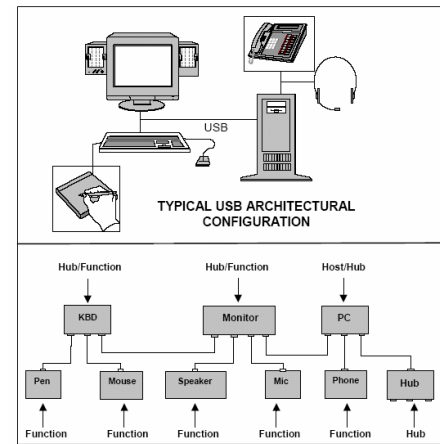 USB
TYPICAL USB ARCHITECTURAL
CONFIGURATION
Hub/Function Hub/Function Host/Hub
KBD Monitor PC
Pen Mouse Speaker Mic Phone Hub
Function Function Function Function Function Hub